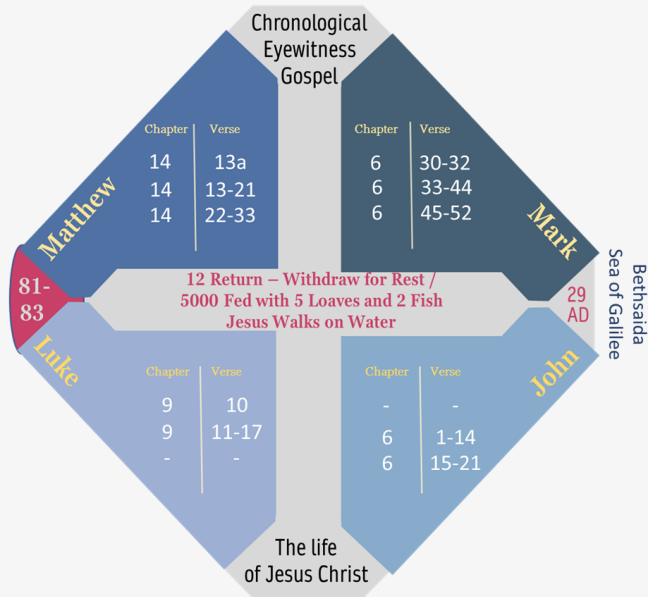 Chronological
Eyewitness
Gospel
Matthew
Chapter Verse
14 13a
14 13-21
14 22-33
Mark
Chapter Verse
6 30-32
6 33-44
6 45-52
81-
83
12 Return – Withdraw for Rest /
5000 Fed with 5 Loaves and 2 Fish
Jesus Walks on Water
29
AD
Bethsaida
Sea of Galilee
Luke
Chapter Verse
9 10
9 11-17
- -
John
Chapter Verse
- -
6 1-14
6 15-21
The life
of Jesus Christ